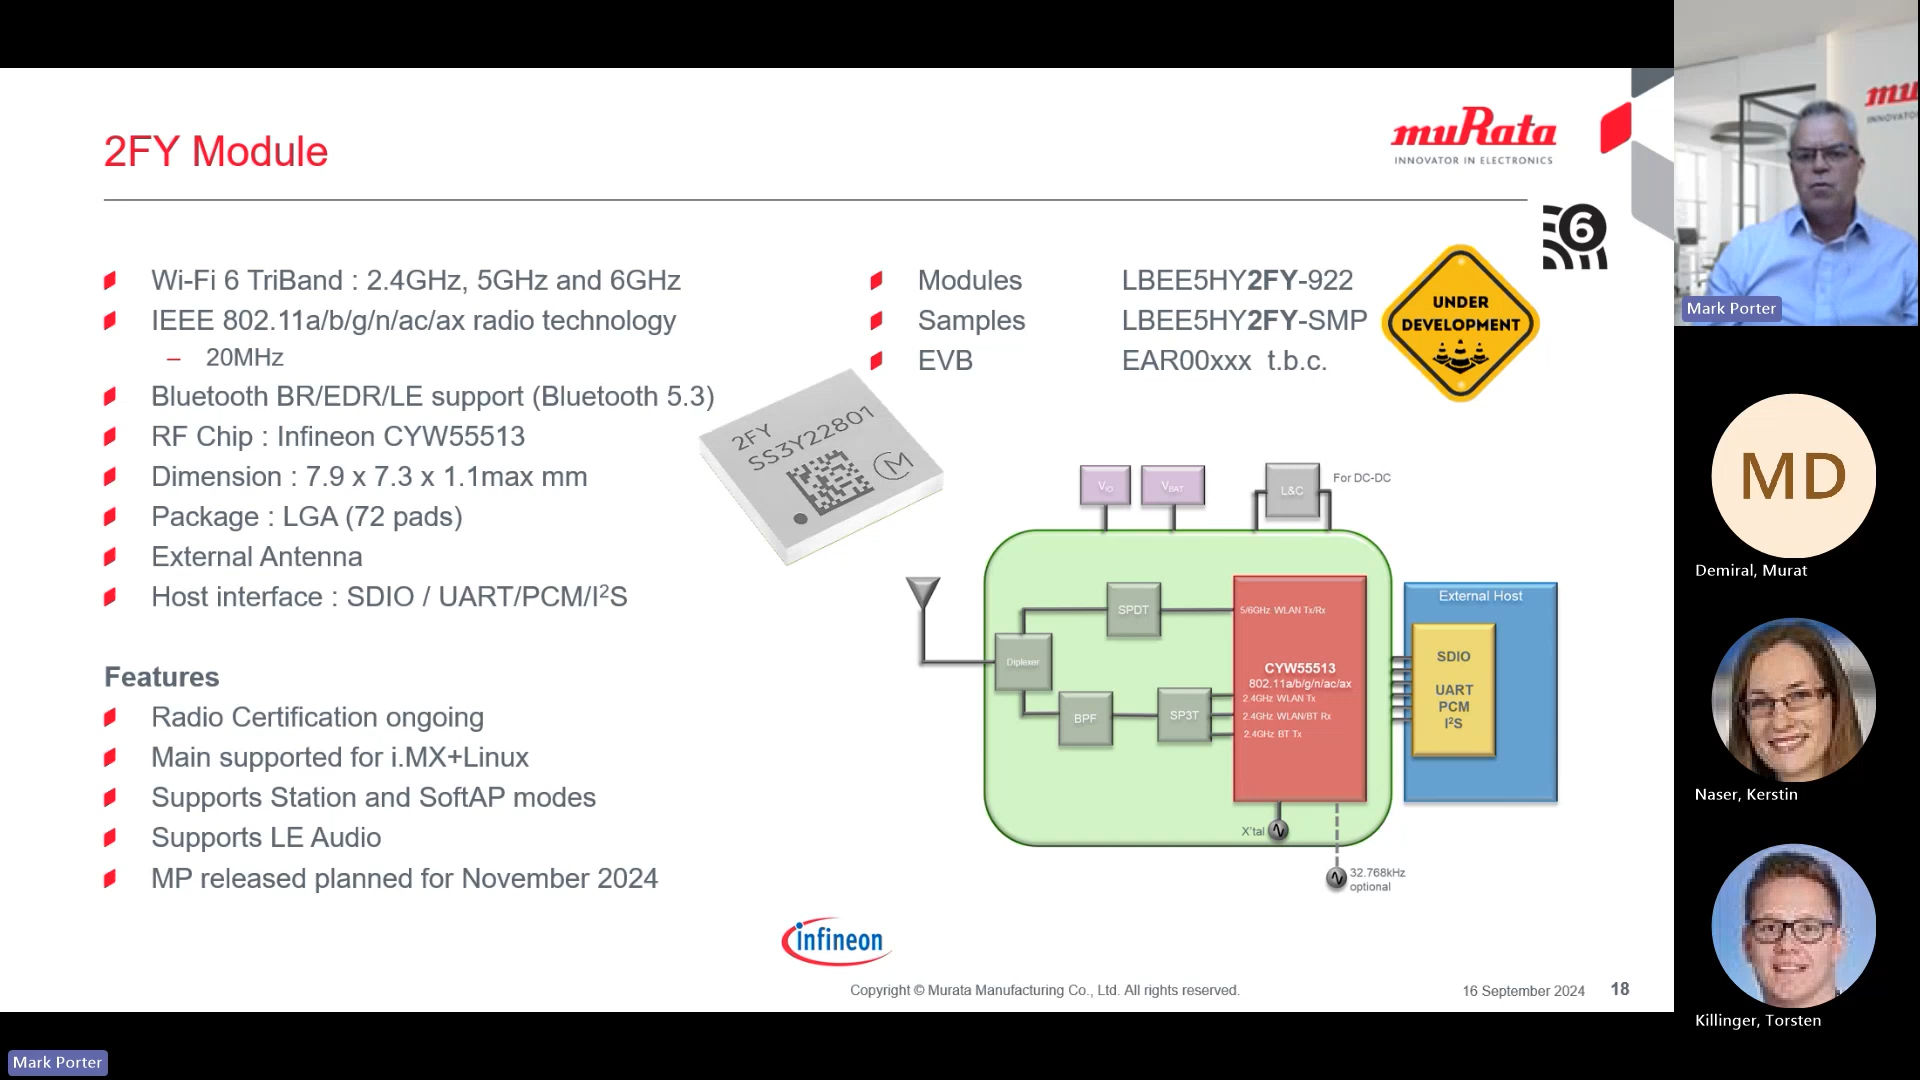 2FY Module
muRata
INNOVATOR IN ELECTRONICS
6
Wi-Fi 6 TriBand : 2.4GHz, 5GHz and 6GHz
IEEE 802.11a/b/g/n/ac/ax radio technology
– 20MHz
Bluetooth BR/EDR/LE support (Bluetooth 5.3)
RF Chip : Infineon CYW55513
Dimension : 7.9 x 7.3 x 1.1max mm
Package : LGA (72 pads)
External Antenna
Host interface : SDIO / UART/PCM/I²S
Features
Radio Certification ongoing
Main supported for i.MX+Linux
Supports Station and SoftAP modes
Supports LE Audio
MP released planned for November 2024
Modules LBEE5HY2FY-922
Samples LBEE5HY2FY-SMP
EVB EAR00xxx t.b.c.
UNDER
DEVELOPMENT
2FY
SS3Y22801
M
VIO
VBAT
L&C
For DC-DC
SPDT
Diplexer
BPF
SP3T
5/6GHz WLAN Tx/Rx
CYW55513
802.11a/b/g/n/ac/ax
2.4GHz WLAN Tx
2.4GHz WLAN/BT Rx
2.4GHz BT Tx
External Host
SDIO
UART
PCM
I²S
X'tal
32.768kHz
optional
infineon
Copyright © Murata Manufacturing Co., Ltd. All rights reserved.
16 September 2024
18
Mark Porter
mu
INNOVATO
Mark Porter
MD
Demiral, Murat
Naser, Kerstin
Killinger, Torsten